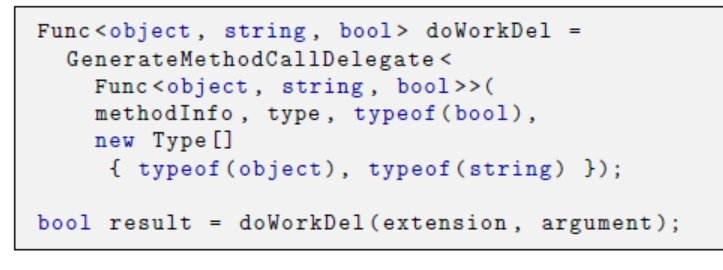 Func<object, string, bool> doWorkDel =
GenerateMethodCallDelegate<
Func<object, string, bool>>(
methodInfo, type, typeof(bool),
new Type[]
{ typeof(object), typeof(string) });
bool result = doWorkDel(extension, argument);